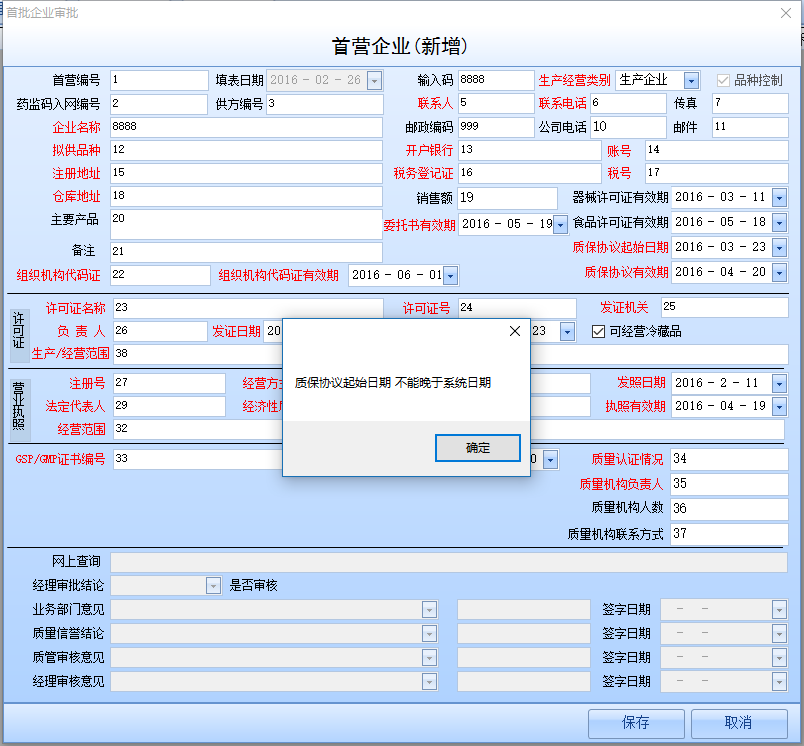 首批企业审批
首营企业(新增)
首营编号 1 填表日期 2016 - 02 - 26 输入码 8888 生产经营类别 生产企业 品种控制
药监码入网编号 2 供方编号 3 联系人 5 联系电话 6 传真 7
企业名称 8888 邮政编码 999 公司电话 10 邮件 11
拟供品种 12 开户银行 13 账号 14
注册地址 15 税务登记证 16 税号 17
仓库地址 18 销售额 19 器械许可证有效期 2016 - 03 - 11
主要产品 20 委托书有效期 2016 - 05 - 19 食品许可证有效期 2016 - 05 - 18
备注 21 质保协议起始日期 2016 - 03 - 23
组织机构代码证 22 组织机构代码证有效期 2016 - 06 - 01 质保协议有效期 2016 - 04 - 20
许可证
许可证名称 23 许可证号 24 发证机关 25
负 责 人 26 发证日期 20 23 可经营冷藏品
生产/经营范围 38
质保协议起始日期 不能晚于系统日期
确定
营业执照
注册号 27 经营方 发照日期 2016 - 2 - 11
法定代表人 29 经济性 执照有效期 2016 - 04 - 19
经营范围 32
GSP/GMP证书编号 33 0 质量认证情况 34
质量机构负责人 35
质量机构人数 36
质量机构联系方式 37
网上查询
经理审批结论 是否审核
业务部门意见 签字日期 - -
质量信誉结论 签字日期 - -
质管审核意见 签字日期 - -
经理审核意见 签字日期 - -
保存 取消